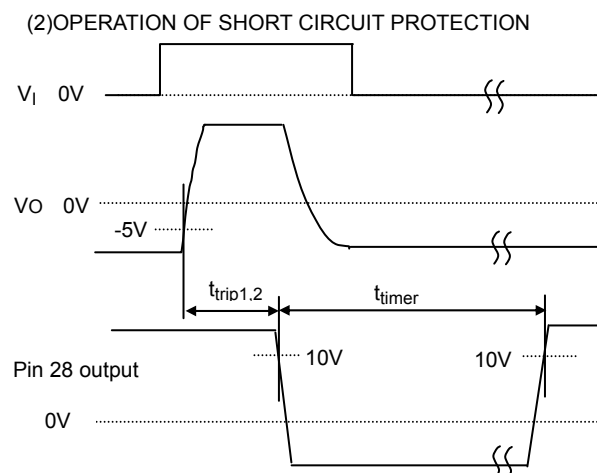 (2)OPERATION OF SHORT CIRCUIT PROTECTION
VI 0V
VO 0V
-5V
ttrip1,2 ttimer
10V 10V
Pin 28 output
0V